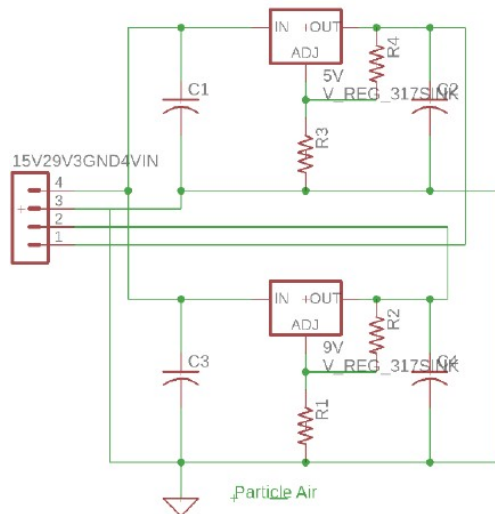 IN +OUT
ADJ
R4
C1
5V
C2
V_REG_317SINK
R3
15V29V3GND4VIN
4
3
2
1
IN +OUT
ADJ
R2
C3
9V
C4
V_REG_317SINK
R1
Particle Air